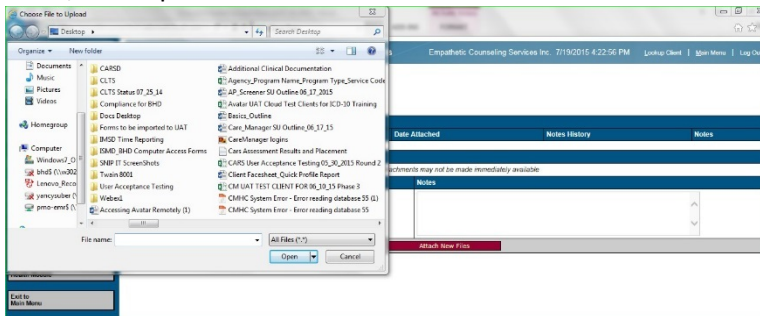 Choose File to Upload
Desktop
Search Desktop
Organize
New folder
Empathetic Counseling Services Inc. 7/19/2015 4:22:56 PM
Lookup Client | Main Menu | Log Ou
Documents
Music
Pictures
Videos
Homegroup
Computer
Windows7_O
Lenovo_Reco
CARSD
CLTS
CLTS Status 07_25_14
Compliance for BHD
Docs Desktop
Forms to be imported to UAT
IMSD Time Reporting
ISMD_BHD Computer Access Forms
SNIP IT ScreenShots
Twain 8001
User Acceptance Testing
Webex1
Accessing Avatar Remotely (1)
Additional Clinical Documentation
Agency_Program Name_Program Type_Service Code
AP_Screener SU Outline 06_17_2015
Avatar UAT Cloud Test Clients for ICD-10 Training
Basics_Outline
Care_Manager SU Outline_06_17_15
CareManager logins
Cars Assessment Results and Placement
CARS User Acceptance Testing 05_30_2015 Round 2
Client Facesheet_Quick Profile Report
CM UAT TEST CLIENT FOR 06_10_15 Phase 3
CMHC System Error - Error reading database 55 (1)
CMHC System Error - Error reading database 55
Date Attached
Notes History
Notes
may not be made immediately available
Notes
File name:
All Files (*.*)
Open
Cancel
Attach New Files
Exit to
Main Menu